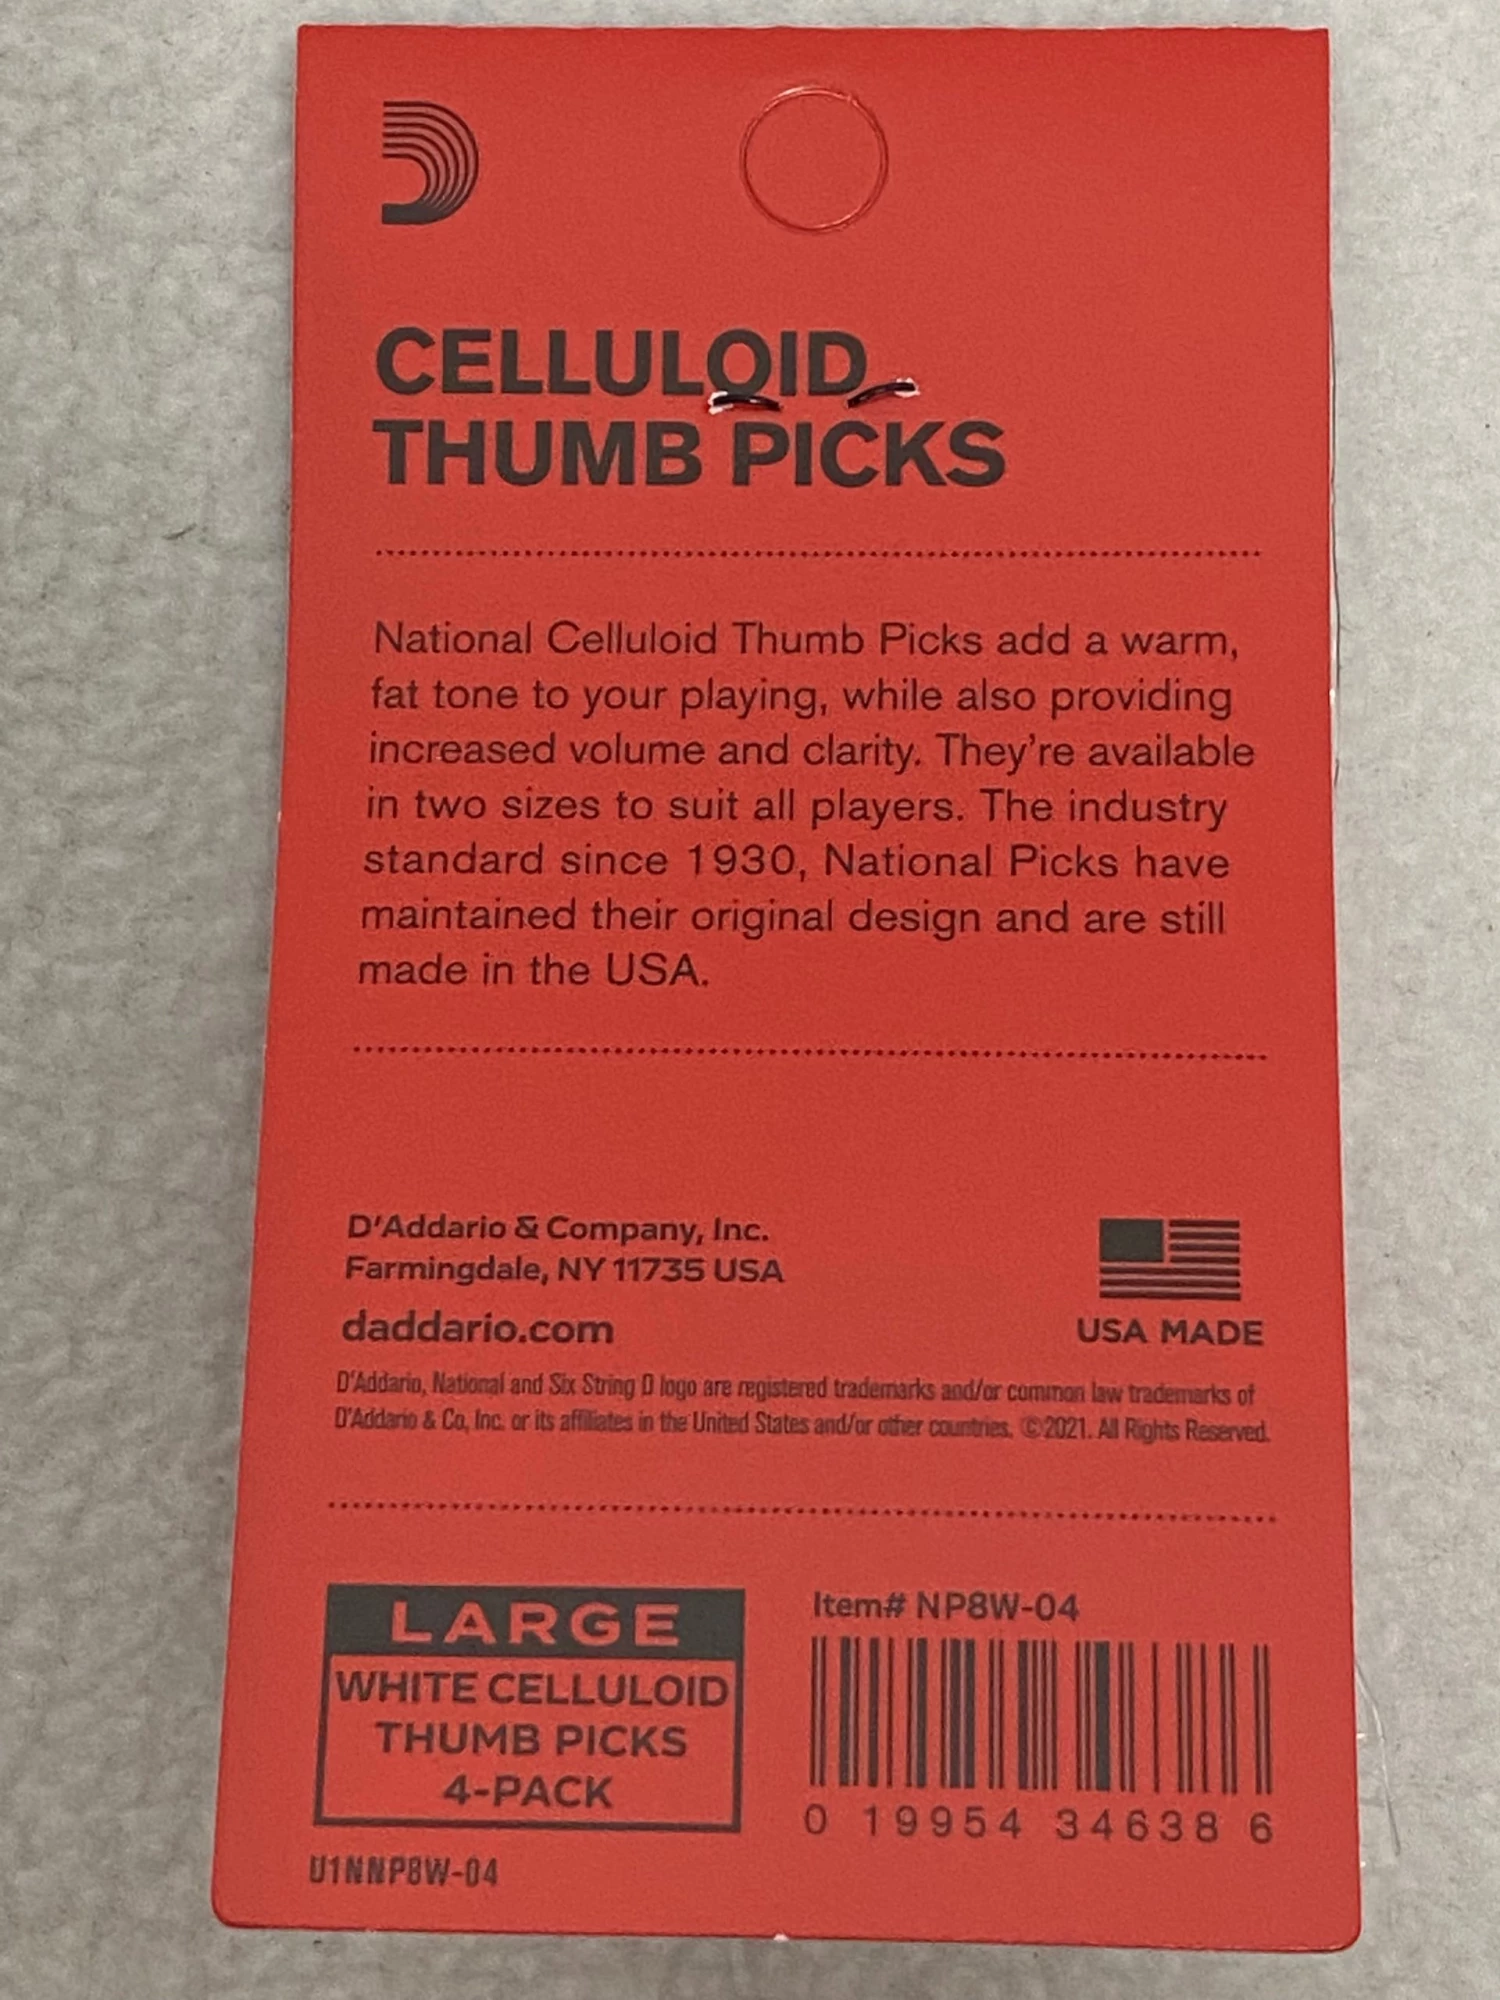 CELLULOID
THUMB PICKS
National Celluloid Thumb Picks add a warm,
fat tone to your playing, while also providing
increased volume and clarity. They're available
in two sizes to suit all players. The industry
standard since 1930, National Picks have
maintained their original design and are still
made in the USA.
D'Addario & Company, Inc.
Farmingdale, NY 11735 USA
daddario.com
USA MADE
D'Addario, National and Six String D logo are registered trademarks and/or common law trademarks of
D'Addario & Co, Inc. or its affiliates in the United States and/or other countries. ©2021. All Rights Reserved.
LARGE
WHITE CELLULOID
THUMB PICKS
4-PACK
U1NNP8W-04
Item# NP8W-04
0 19954 34638 6